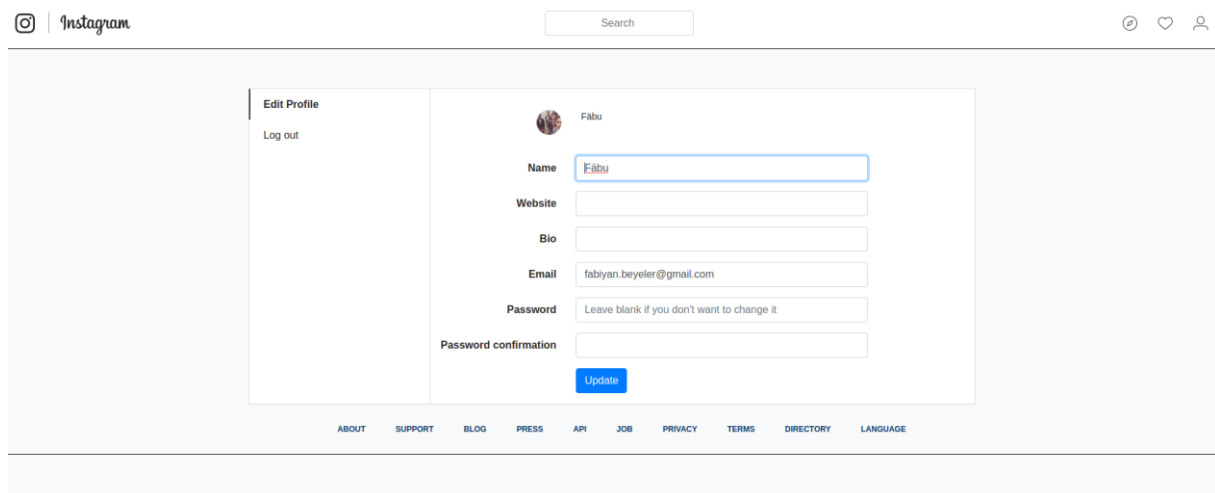 Instagram
Search
Edit Profile
Log out
Fäbu
Name Fäbu
Website
Bio
Email fabiyan.beyeler@gmail.com
Password Leave blank if you don't want to change it
Password confirmation
Update
ABOUT SUPPORT BLOG PRESS API JOB PRIVACY TERMS DIRECTORY LANGUAGE